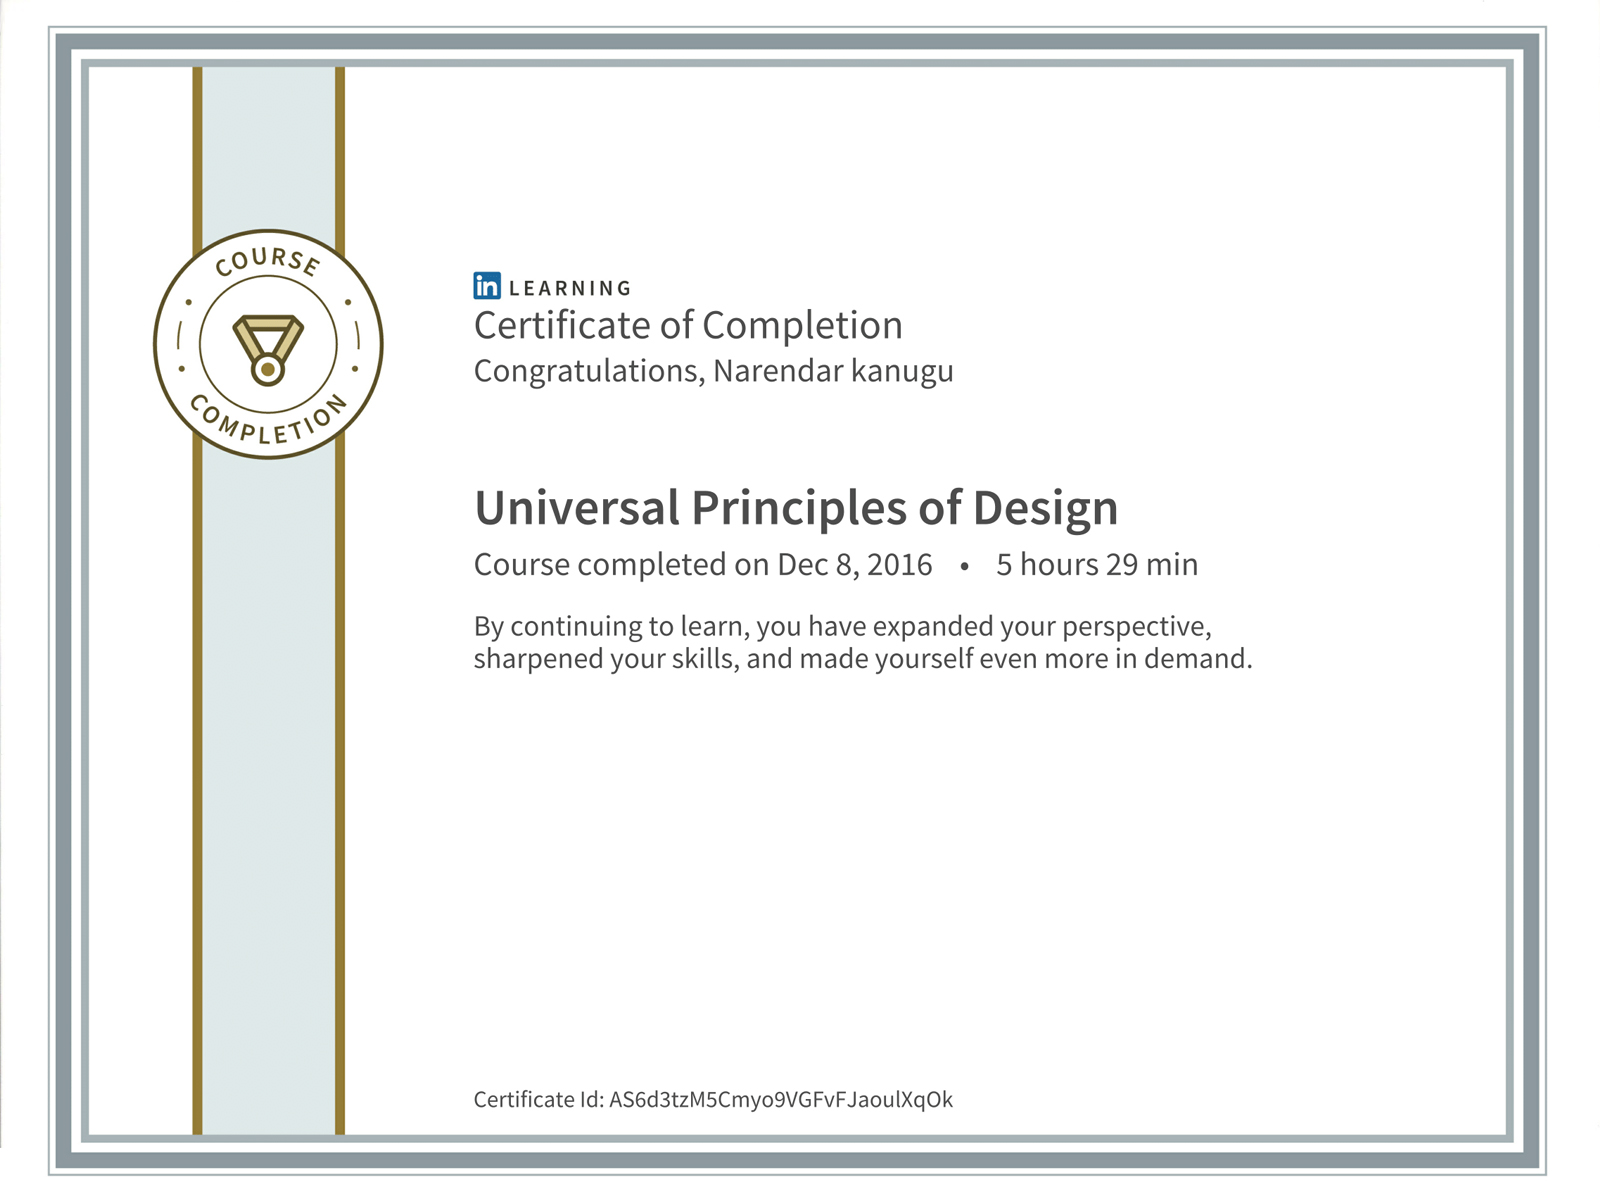 COURSE
COMPLETION
in LEARNING
Certificate of Completion
Congratulations, Narendar kanugu
Universal Principles of Design
Course completed on Dec 8, 2016 • 5 hours 29 min
By continuing to learn, you have expanded your perspective,
sharpened your skills, and made yourself even more in demand.
Certificate Id: AS6d3tzM5Cmyo9VGFvFJaoulXqOk